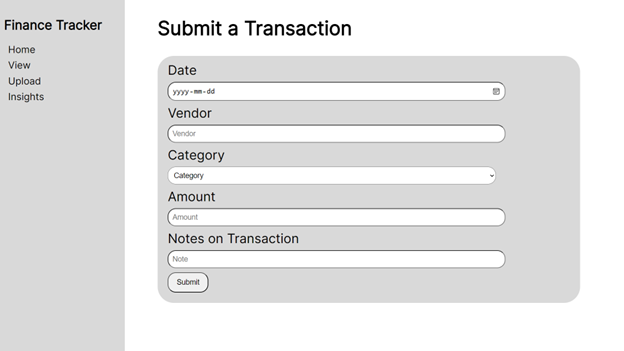 Finance Tracker
Home
View
Upload
Insights
Submit a Transaction
Date
yyyy-mm-dd
Vendor
Vendor
Category
Category
Amount
Amount
Notes on Transaction
Note
Submit